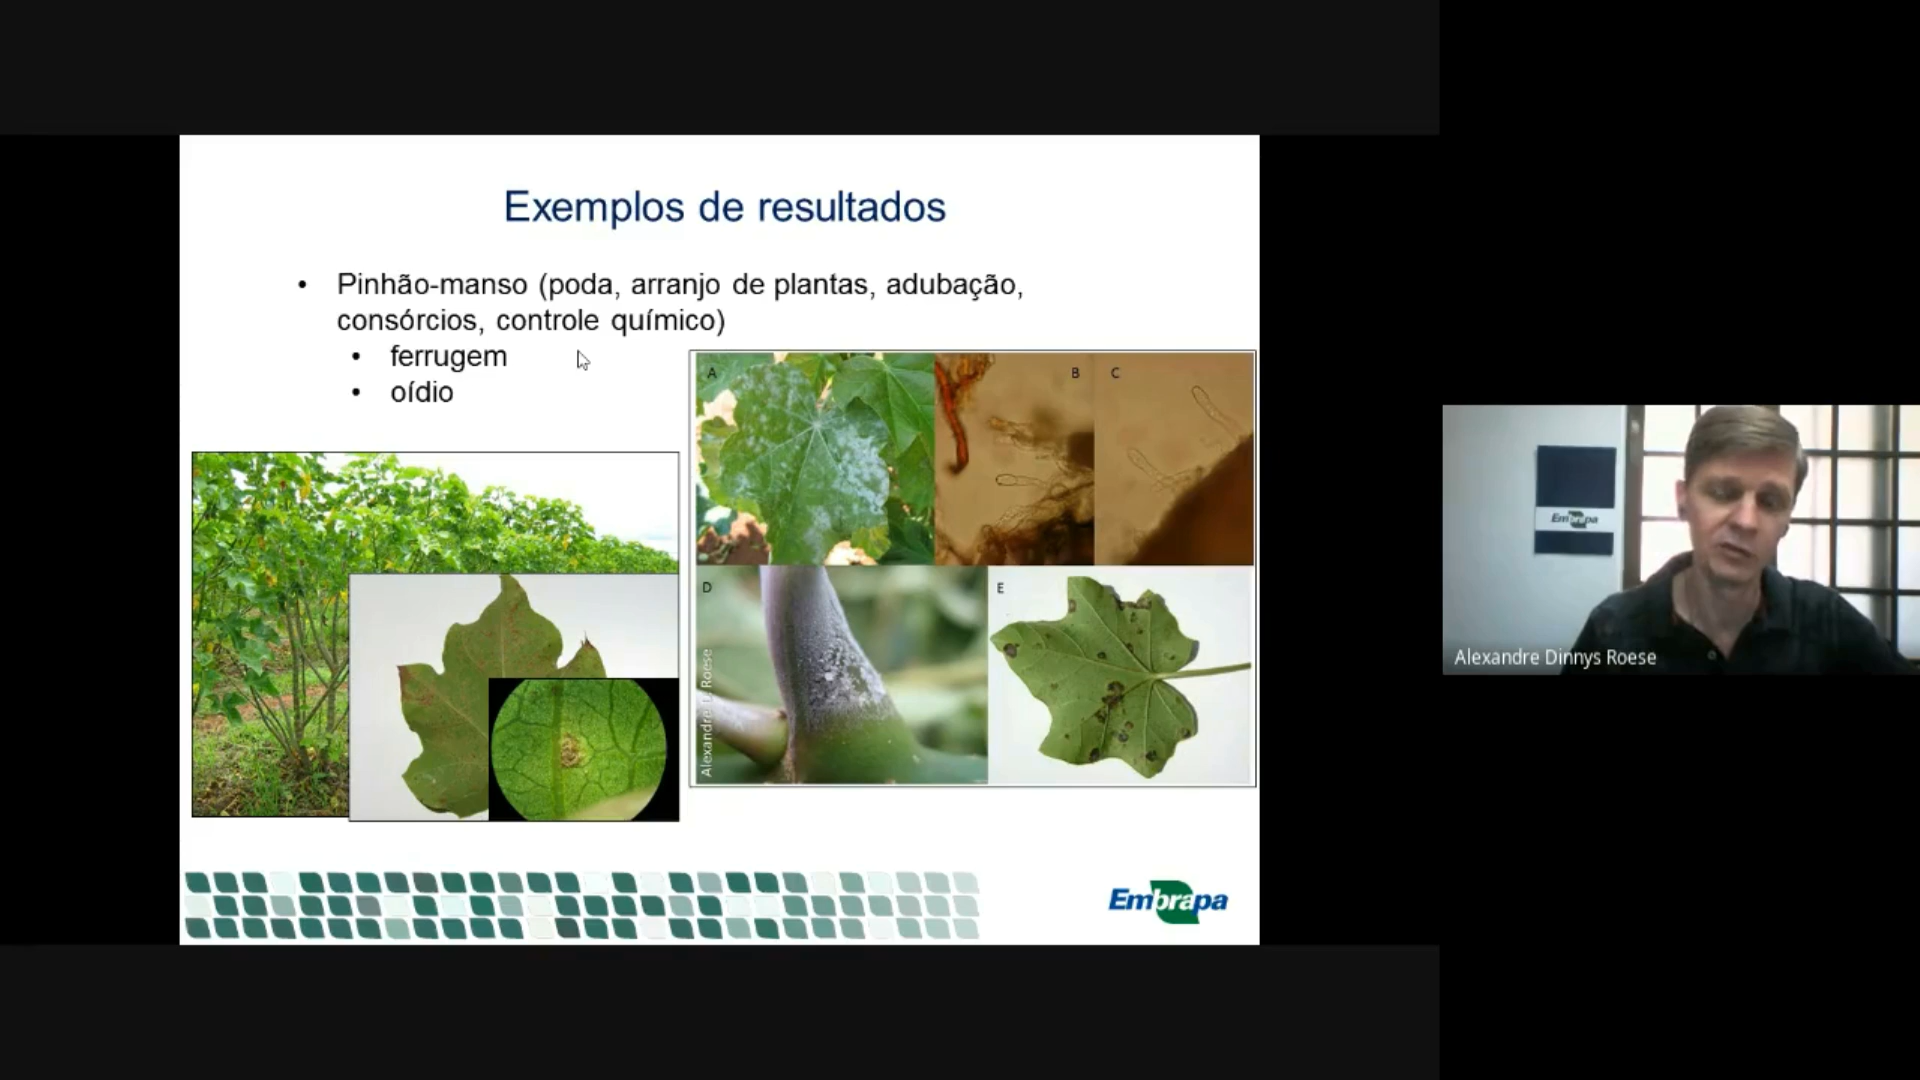 Exemplos de resultados
• Pinhão-manso (poda, arranjo de plantas, adubação,
consórcios, controle químico)
• ferrugem
• oídio
A
B
C
D
E
Alexandre D. Roese
Embrapa
Embrapa
Alexandre Dinnys Roese